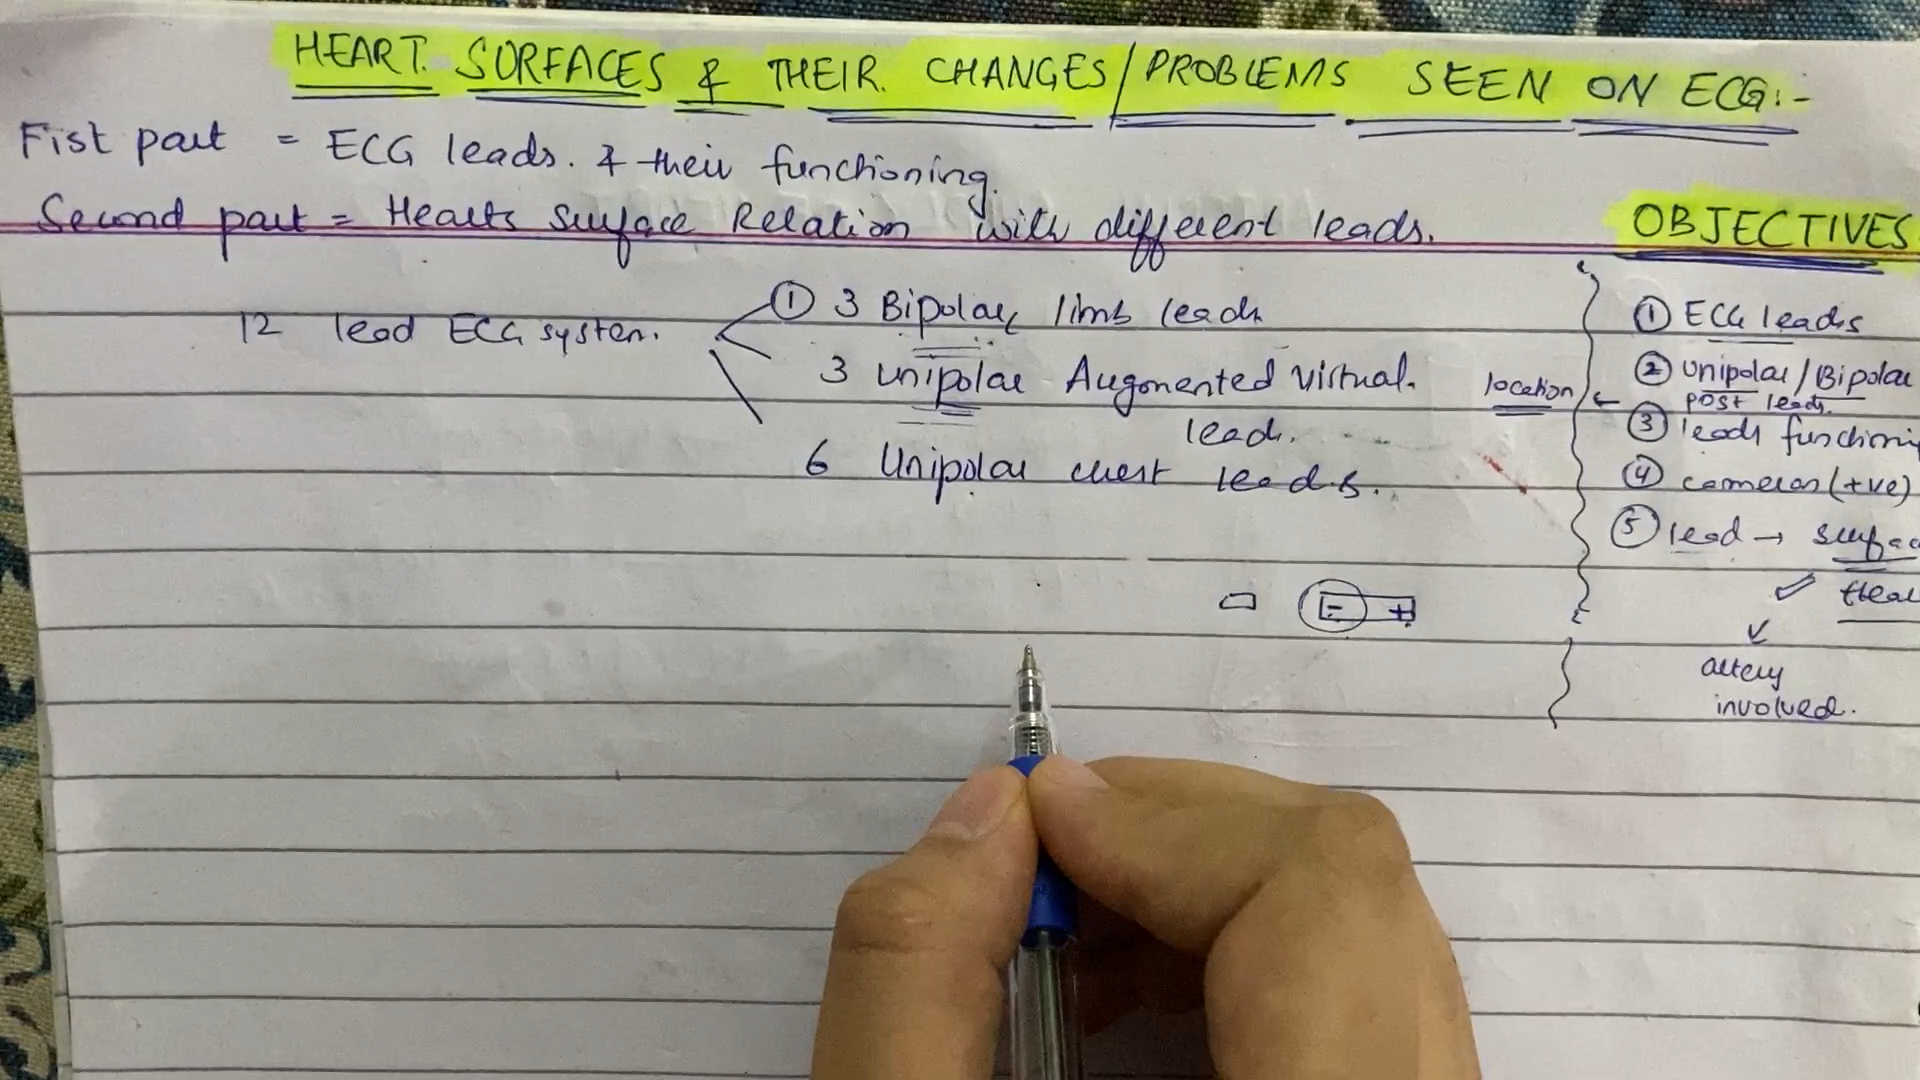 HEART SURFACES & THEIR CHANGES/PROBLEMS SEEN ON ECG:-
Fist part = ECG leads. & their functioning.
Second part = Hearts surface Relation with different leads.
12 lead ECG system.
① 3 Bipolar limb leads
3 unipolar Augmented virtual.
lead.
6 Unipolar chest leads.
- +
location
OBJECTIVES
① ECG leads
② Unipolar/Bipolar
post leads.
③ leads functioni
④ cameras (+ve)
⑤ lead → surfac
Hea
artery
involved.